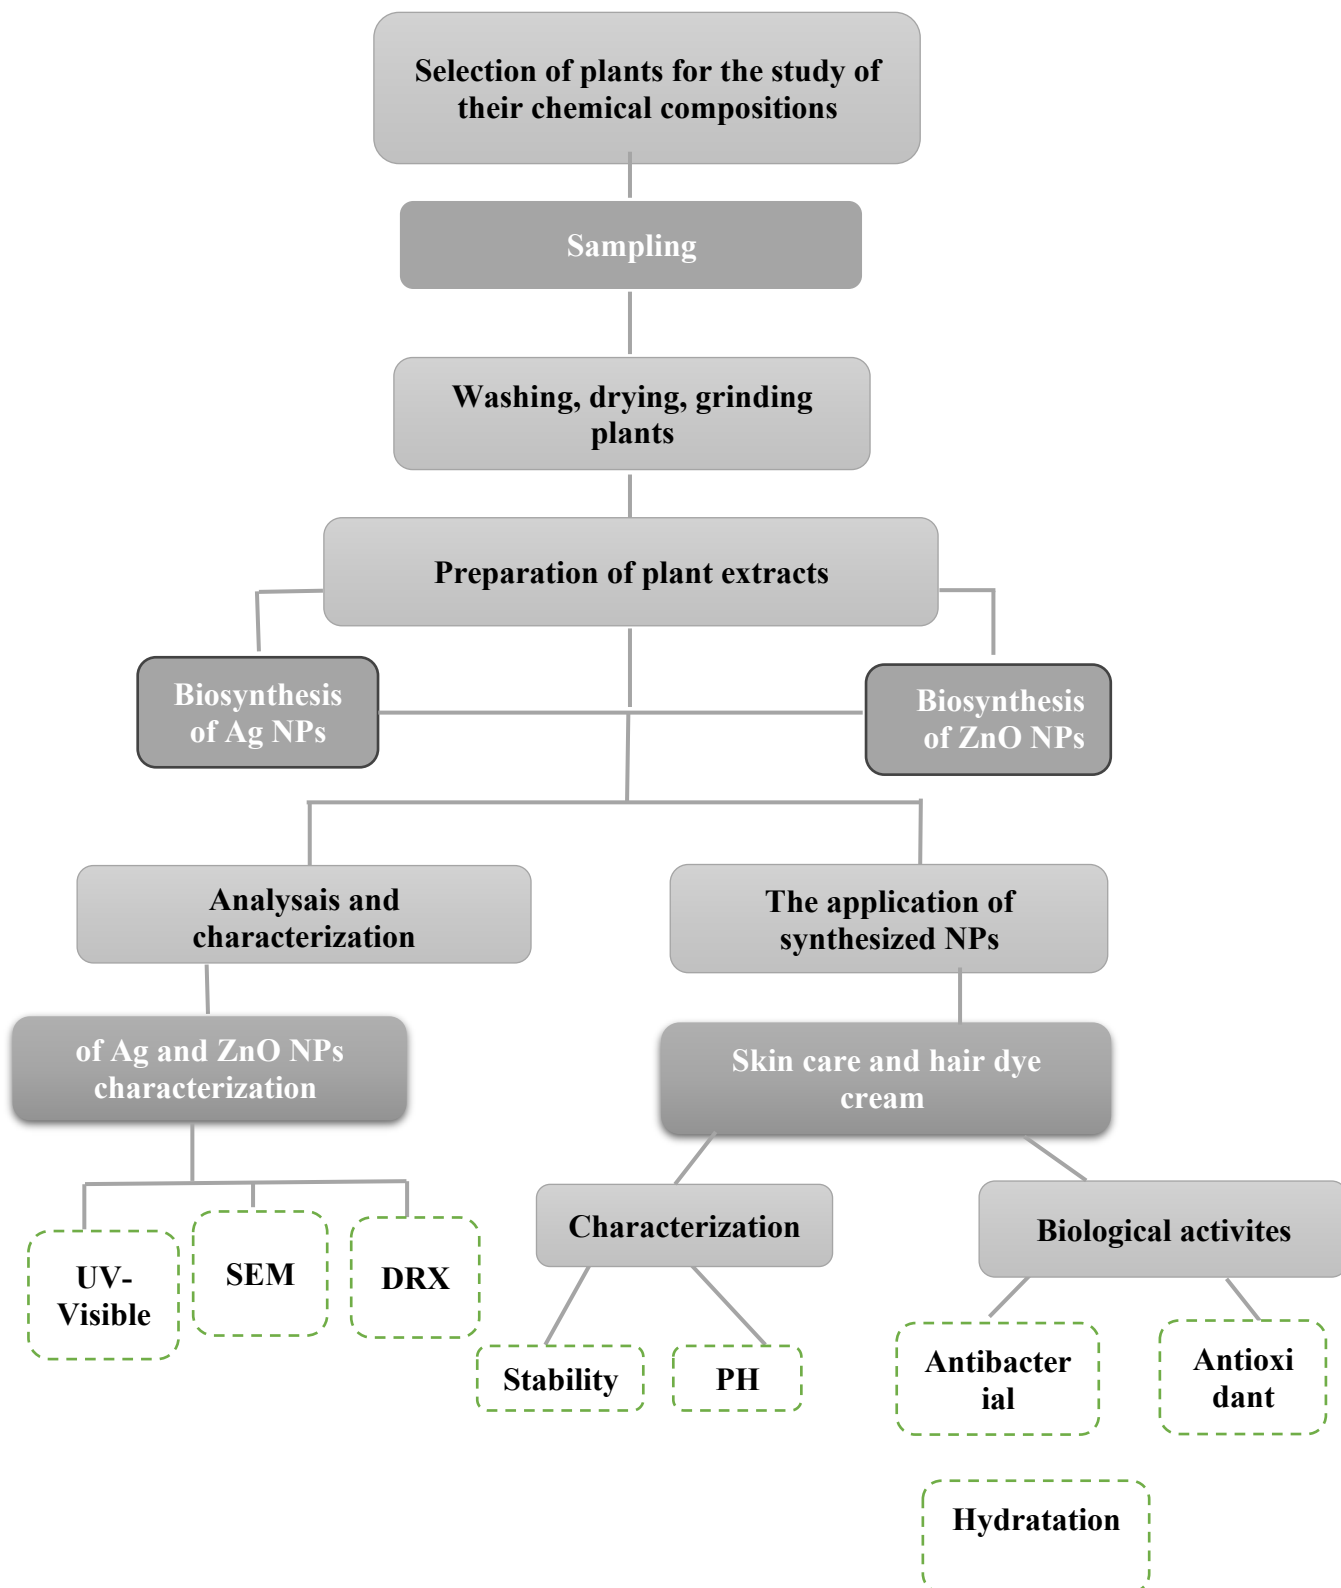 Selection of plants for the study of
their chemical compositions
Sampling
Washing, drying, grinding
plants
Preparation of plant extracts
Biosynthesis
of Ag NPs
Biosynthesis
of ZnO NPs
Analysais and
characterization
The application of
synthesized NPs
of Ag and ZnO NPs
characterization
Skin care and hair dye
cream
UV-
Visible
SEM
DRX
Characterization
Biological activites
Stability
PH
Antibacter
ial
Antioxi
dant
Hydratation